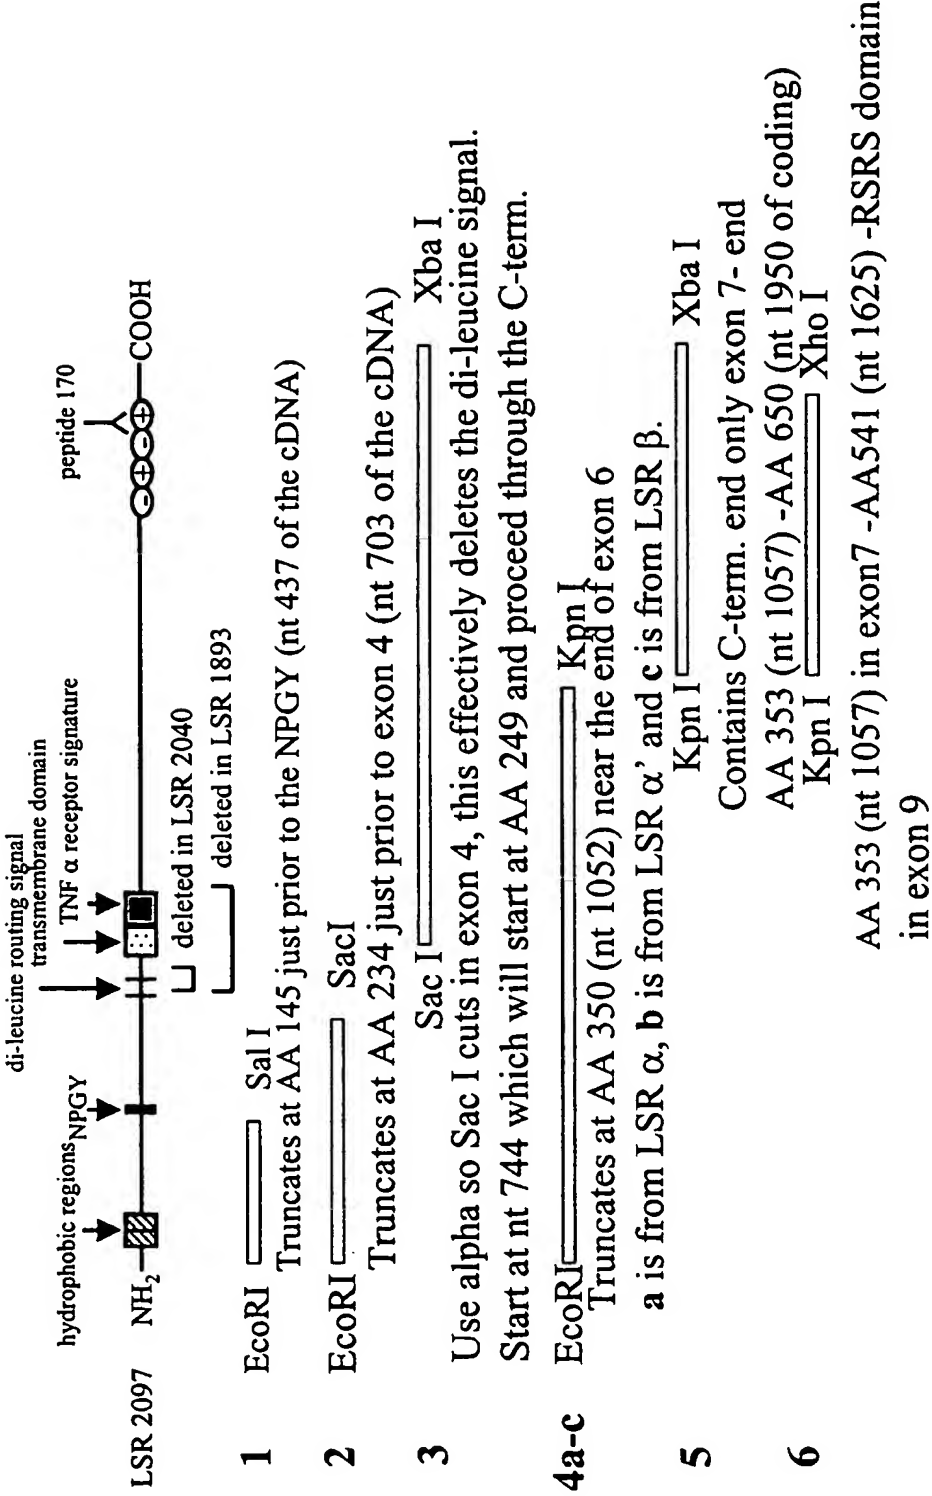 di-leucine routing signal
transmembrane domain
TNF α receptor signature
peptide 170
hydrophobic regions
NPGY
LSR 2097
NH2
COOH
deleted in LSR 2040
deleted in LSR 1893
1
EcoRI
Sal I
Truncates at AA 145 just prior to the NPGY (nt 437 of the cDNA)
2
EcoRI
SacI
Truncates at AA 234 just prior to exon 4 (nt 703 of the cDNA)
3
Sac I
Xba I
Use alpha so Sac I cuts in exon 4, this effectively deletes the di-leucine signal.
Start at nt 744 which will start at AA 249 and proceed through the C-term.
4a-c
EcoRI
Kpn I
Truncates at AA 350 (nt 1052) near the end of exon 6
a is from LSR α, b is from LSR α' and c is from LSR β.
5
Kpn I
Xba I
Contains C-term. end only exon 7- end
AA 353 (nt 1057) -AA 650 (nt 1950 of coding)
6
Kpn I
Xho I
AA 353 (nt 1057) in exon7 -AA541 (nt 1625) -RSRS domain
in exon 9